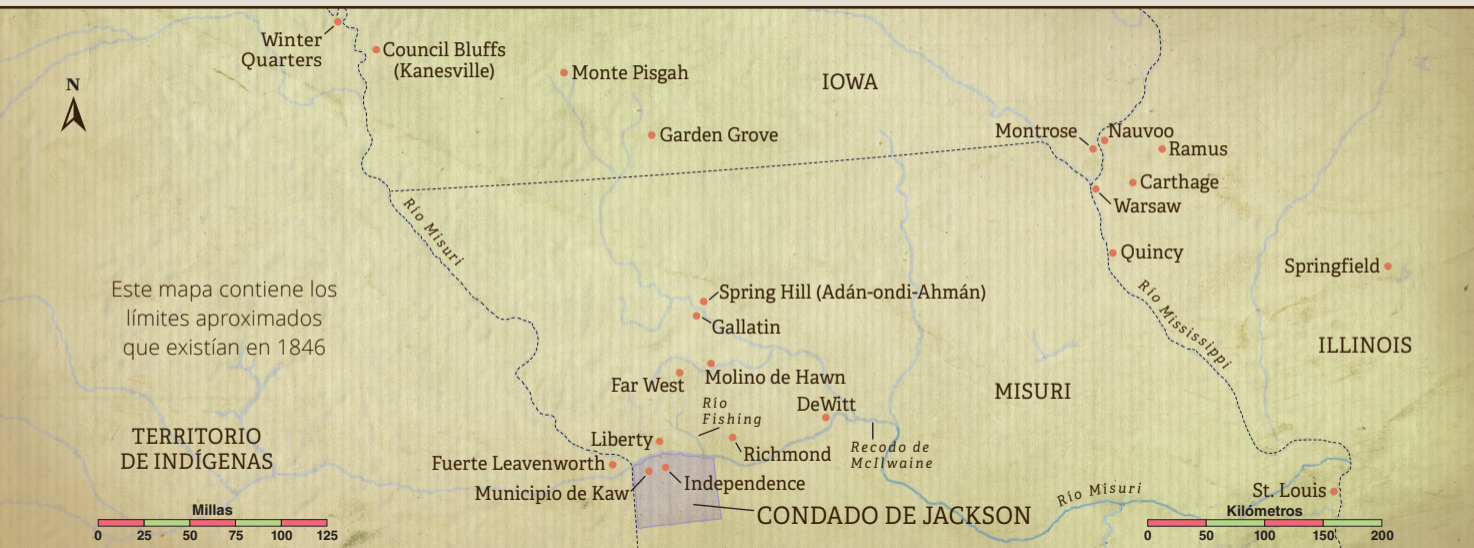 Winter
Quarters
Council Bluffs
(Kanesville)
Monte Pisgah
IOWA
N
Garden Grove
Montrose
Nauvoo
Ramus
Carthage
Warsaw
Río Misuri
Quincy
Springfield
Este mapa contiene los
límites aproximados
que existían en 1846
Spring Hill (Adán-ondi-Ahmán)
Gallatin
Río Mississippi
ILLINOIS
Far West
Molino de Hawn
MISURI
Río
Fishing
DeWitt
TERRITORIO
DE INDÍGENAS
Liberty
Richmond
Recodo de
McIlwaine
Fuerte Leavenworth
Independence
Municipio de Kaw
CONDADO DE JACKSON
Río Misuri
St. Louis
Millas
0 25 50 75 100 125
Kilómetros
0 50 100 150 200